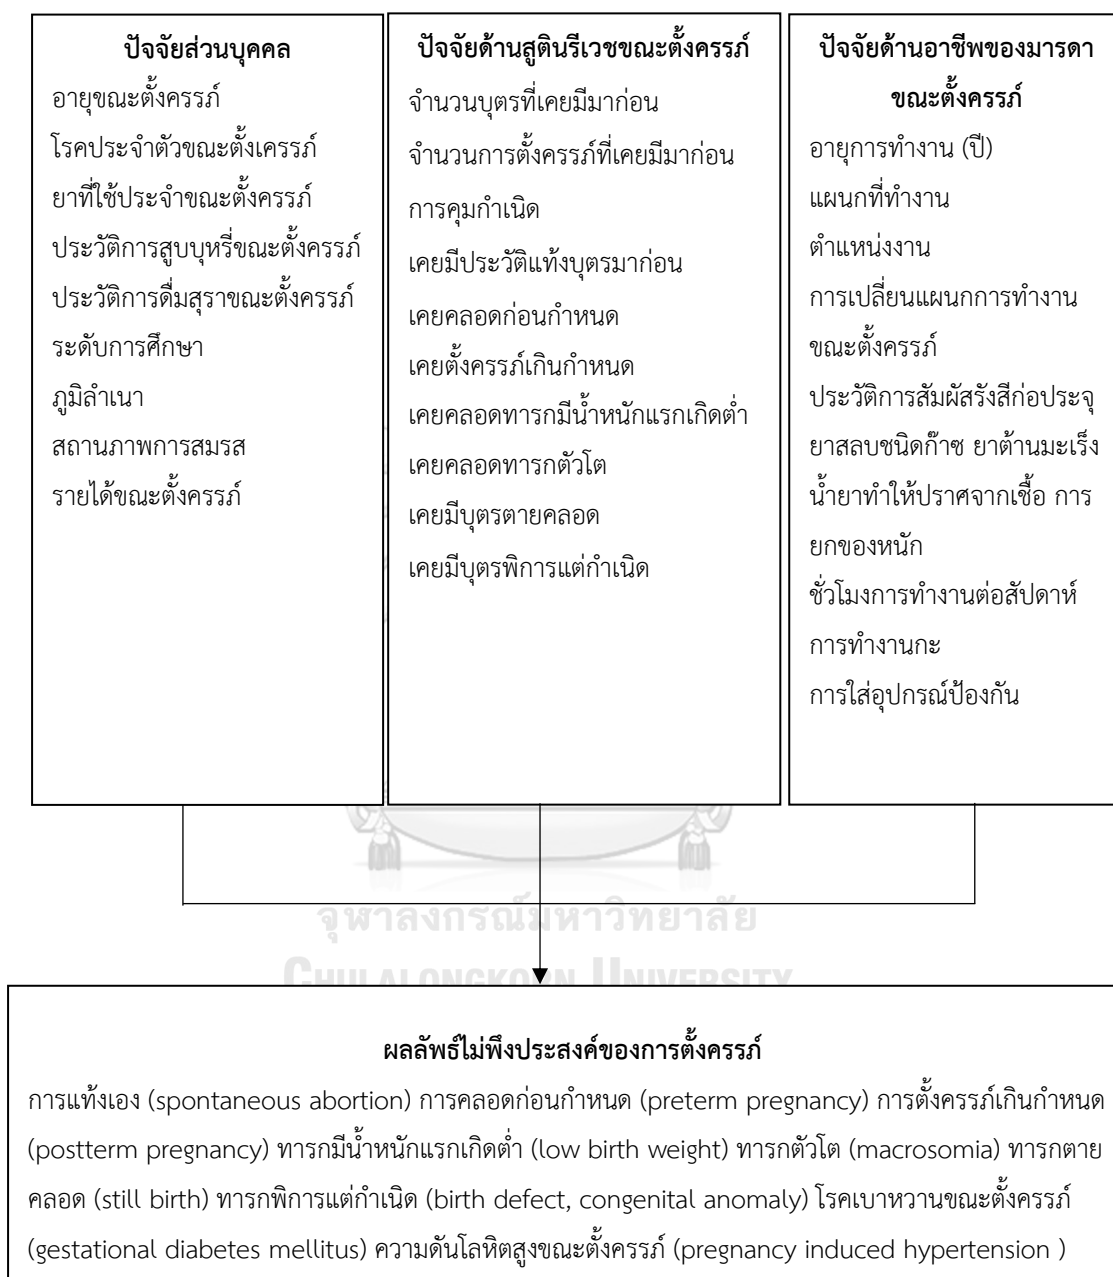 ปัจจัยส่วนบุคคล
อายุขณะตั้งครรภ์
โรคประจำตัวขณะตั้งเครรภ์
ยาที่ใช้ประจำขณะตั้งครรภ์
ประวัติการสูบบุหรี่ขณะตั้งครรภ์
ประวัติการดื่มสุราขณะตั้งครรภ์
ระดับการศึกษา
ภูมิลำเนา
สถานภาพการสมรส
รายได้ขณะตั้งครรภ์
ปัจจัยด้านสูตินรีเวชขณะตั้งครรภ์
จำนวนบุตรที่เคยมีมาก่อน
จำนวนการตั้งครรภ์ที่เคยมีมาก่อน
การคุมกำเนิด
เคยมีประวัติแท้งบุตรมาก่อน
เคยคลอดก่อนกำหนด
เคยตั้งครรภ์เกินกำหนด
เคยคลอดทารกมีน้ำหนักแรกเกิดต่ำ
เคยคลอดทารกตัวโต
เคยมีบุตรตายคลอด
เคยมีบุตรพิการแต่กำเนิด
ปัจจัยด้านอาชีพของมารดา
ขณะตั้งครรภ์
อายุการทำงาน (ปี)
แผนกที่ทำงาน
ตำแหน่งงาน
การเปลี่ยนแผนกการทำงาน
ขณะตั้งครรภ์
ประวัติการสัมผัสรังสีก่อประจุ
ยาสลบชนิดก๊าซ ยาต้านมะเร็ง
น้ำยาทำให้ปราศจากเชื้อ การ
ยกของหนัก
ชั่วโมงการทำงานต่อสัปดาห์
การทำงานกะ
การใส่อุปกรณ์ป้องกัน
จุฬาลงกรณ์มหาวิทยาลัย
CHULALONGKORN UNIVERSITY
ผลลัพธ์ไม่พึงประสงค์ของการตั้งครรภ์
การแท้งเอง (spontaneous abortion) การคลอดก่อนกำหนด (preterm pregnancy) การตั้งครรภ์เกินกำหนด
(postterm pregnancy) ทารกมีน้ำหนักแรกเกิดต่ำ (low birth weight) ทารกตัวโต (macrosomia) ทารกตาย
คลอด (still birth) ทารกพิการแต่กำเนิด (birth defect, congenital anomaly) โรคเบาหวานขณะตั้งครรภ์
(gestational diabetes mellitus) ความดันโลหิตสูงขณะตั้งครรภ์ (pregnancy induced hypertension )